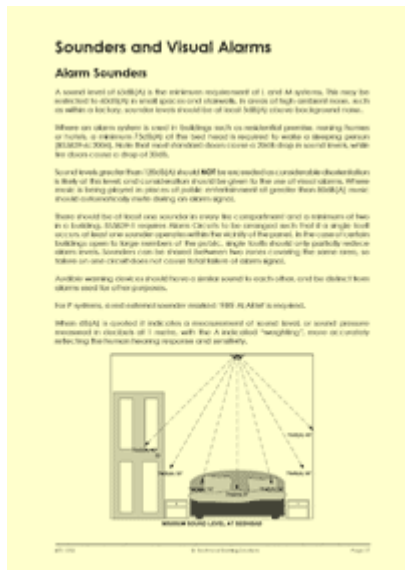 Sounders and Visual Alarms
Alarm Sounders
A sound level of 65dB(A) is the minimum requirement of L and M systems. This may be
restricted to 60dB(A) in small spaces and stairwells. In areas of high ambient noise, such
as within a factory, sounder levels should be at least 5dB(A) above background noise.
Where an alarm system is used in buildings such as residential premises, nursing homes
or hotels, a minimum 75dB(A) at the bed head is required to wake a sleeping person
Note that most standard doors cause a 20dB drop in sound levels, while
fire doors cause a drop of 30dB.
Sound levels greater than 120dB(A) should NOT be exceeded as considerable disorientation
is likely at this level, and consideration should be given to the use of visual alarms. Where
music is being played in places of public entertainment at greater than 80dB(A) music
should automatically mute during an alarm signal.
There should be at least one sounder in every fire compartment and a minimum of two
in a building. requires Alarm Circuits to be arranged such that if a single fault
occurs at least one sounder operates within the vicinity of the panel. In the case of certain
buildings open to large members of the public, single faults should only partially reduce
alarm levels. Sounders can be shared between two zones covering the same area, so
failure on one circuit does not cause total failure of alarm signal.
Audible warning devices should have a similar sound to each other, and be distinct from
alarms used for other purposes.
For P systems, a red external sounder marked 'FIRE ALARM' is required.
When dB(A) is quoted it indicates a measurement of sound level, or sound pressure
measured in decibels at 1 metre, with the A indicated "weighting", more accurately
reflecting the human hearing response and sensitivity.
MINIMUM SOUND LEVEL AT BEDHEAD